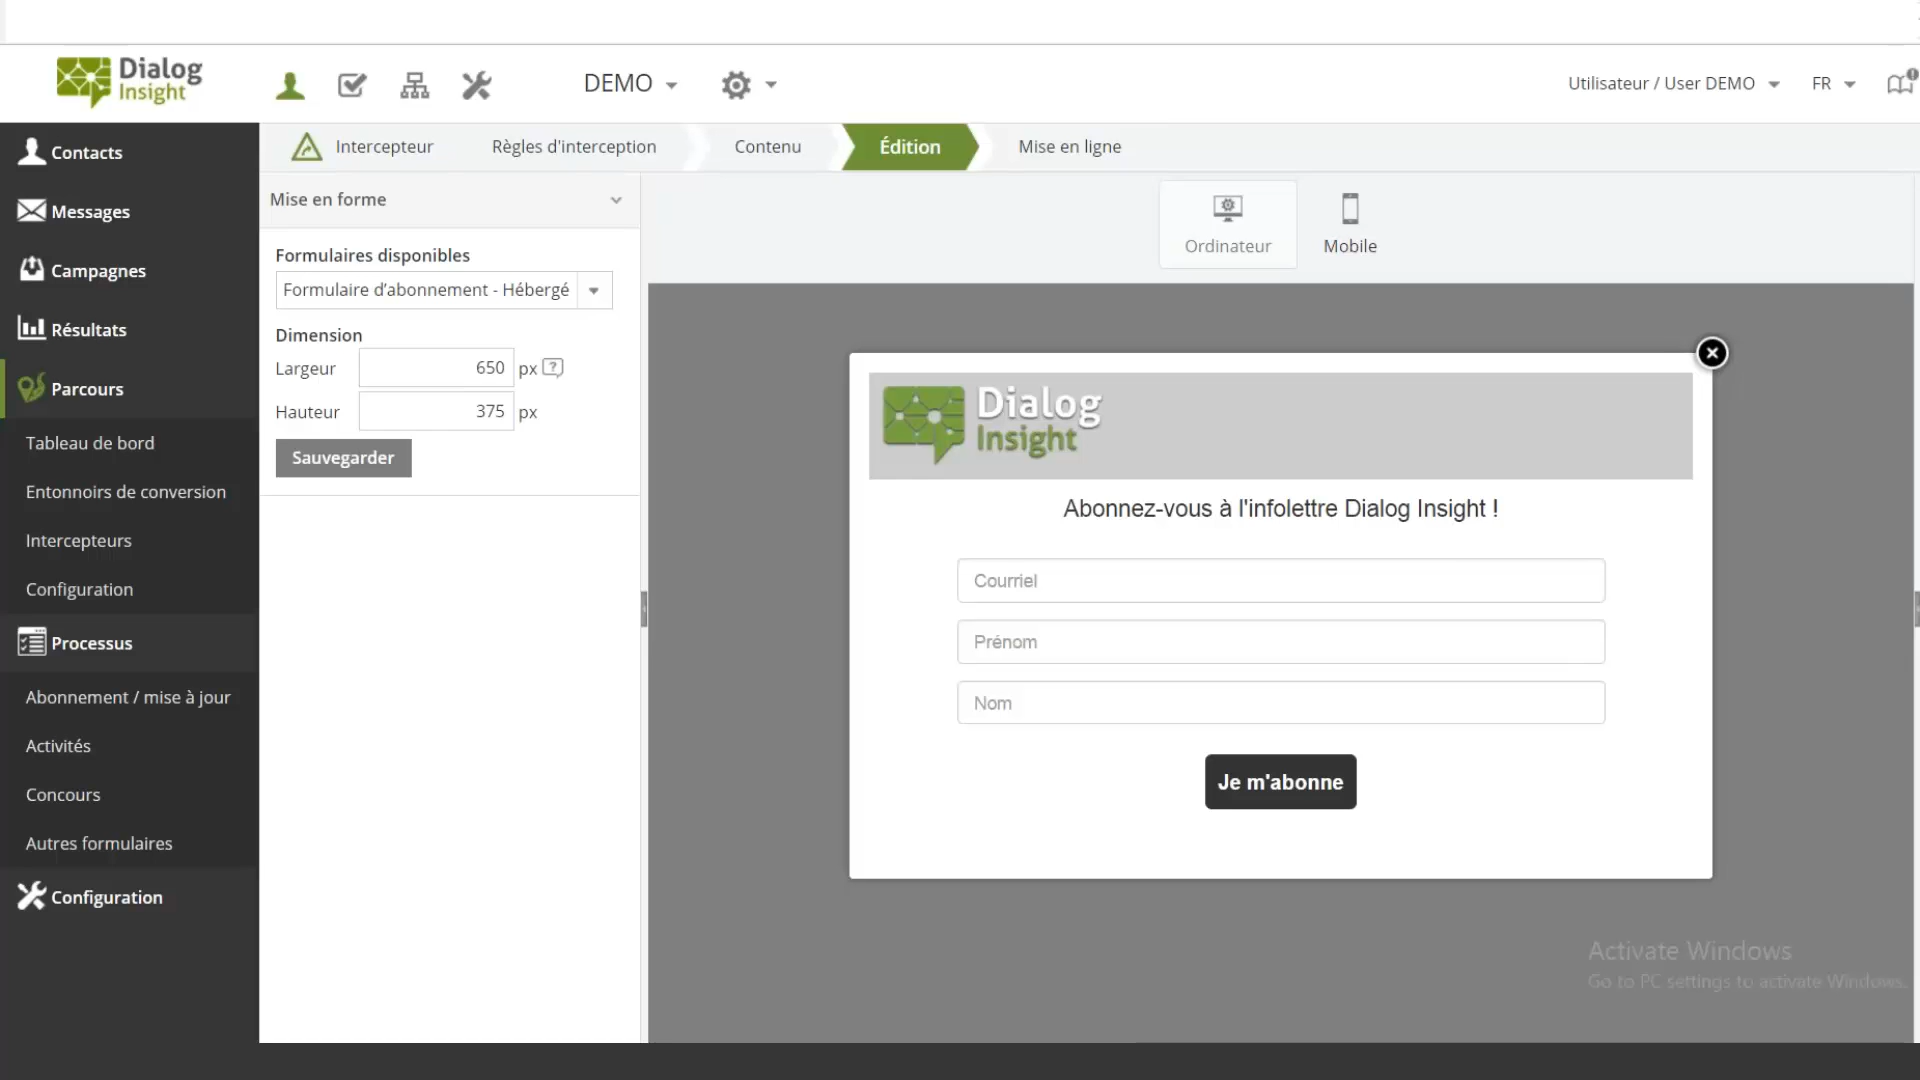 Dialog
Insight
DEMO
Utilisateur / User DEMO
FR
Contacts
Messages
Campagnes
Résultats
Parcours
Tableau de bord
Entonnoirs de conversion
Intercepteurs
Configuration
Processus
Abonnement / mise à jour
Activités
Concours
Autres formulaires
Configuration
Intercepteur
Règles d'interception
Contenu
Édition
Mise en ligne
Mise en forme
Formulaires disponibles
Formulaire d’abonnement - Hébergé
Dimension
Largeur 650 px ?
Hauteur 375 px
Sauvegarder
Ordinateur
Mobile
Dialog
Insight
Abonnez-vous à l'infolettre Dialog Insight !
Courriel
Prénom
Nom
Je m'abonne
Activate Windows
Go to PC settings to activate Windows.